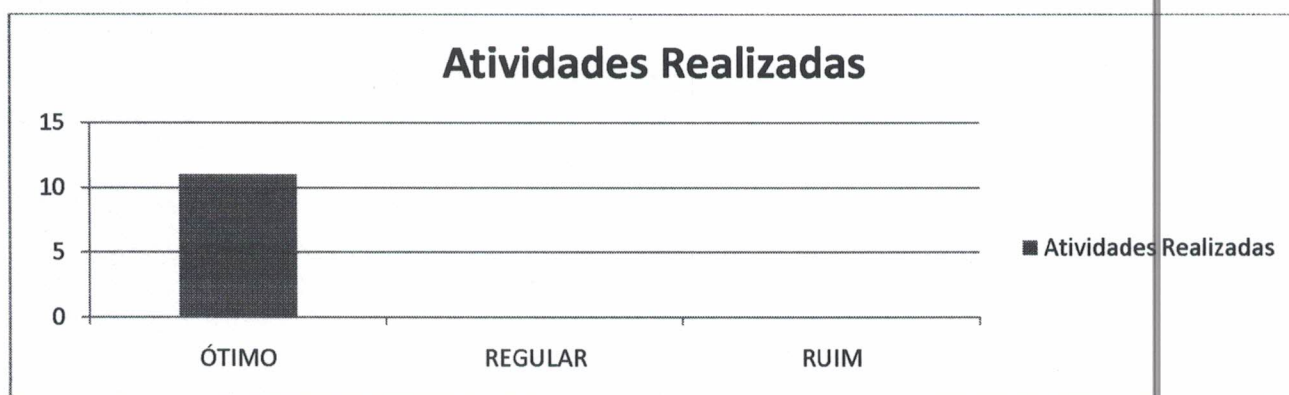 Atividades Realizadas
15
10
5
0
ÓTIMO REGULAR RUIM
Atividades Realizadas